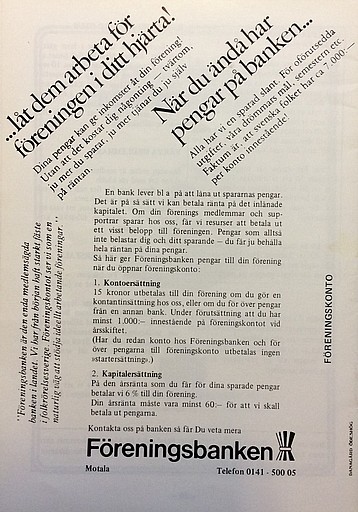 När du ändå har
pengar på banken...
Alla har vi en sparad slant. För oförutsedda
utgifter, våra drömmars mål, semestern etc.
Faktum är, att svenska folket har ca 7.000:-
per konto innestående!
...låt dem arbeta för
föreningen i ditt hjärta!
Dina pengar kan ge inkomster åt din förening!
Utan att det kostar dig någonting – tvärtom,
ju mer du sparar, ju mer tjänar du ju själv
på räntan.
En bank lever bl a på att låna ut spararnas pengar.
Det är på så sätt vi kan betala ränta på det inlånade
kapitalet. Om din förenings medlemmar och sup-
portrar sparar hos oss, får vi resurser att betala ut
ett visst belopp till föreningen. Pengar som alltså
inte belastar dig och ditt sparande – du får ju behålla
hela räntan på dina pengar.
Så här ger Föreningsbanken pengar till din förening
när du öppnar föreningskonto:
1. Kontoersättning
15 kronor utbetalas till din förening om du gör en
kontantinsättning hos oss, eller om du för över pengar
från en annan bank. Under förutsättning att du har
minst 1.000:– innestående på föreningskontot vid
årsskiftet.
(Har du redan konto hos Föreningsbanken och för
över pengarna till föreningskonto utbetalas ingen
»startersättning».)
2. Kapitalersättning
På den årsränta som du får för dina sparade pengar
betalar vi 6 % till din förening.
Din årsränta måste vara minst 60:– för att vi skall
betala ut pengarna.
Kontakta oss på banken så får Du veta mera
Föreningsbanken
Motala Telefon 0141 - 500 05
"Föreningsbanken är den enda medlemsägda
banken i landet. Vi har från början haft starkt fäste
i folkrörelsesverige. Föreningskontot ser vi som en
naturlig väg att stödja ideellt arbetande föreningar."
FÖRENINGSKONTO
DAHAGÅRD ÖDESHÖG